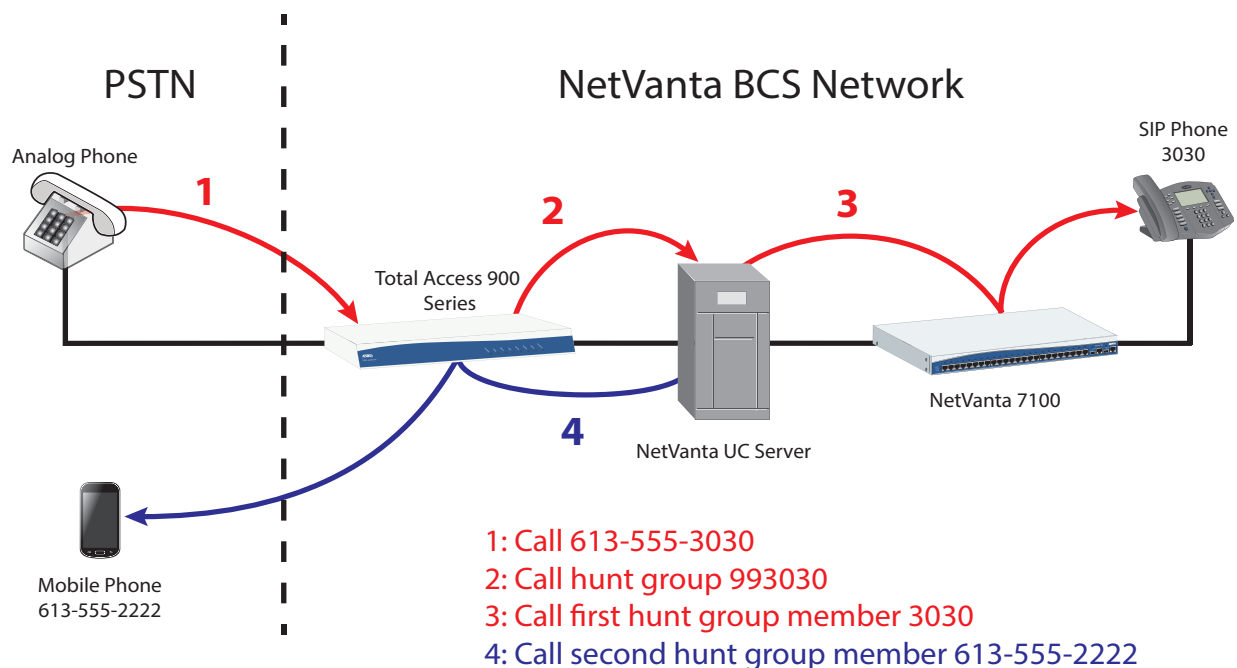 PSTN
NetVanta BCS Network
Analog Phone
SIP Phone
3030
1
2
3
Total Access 900
Series
NetVanta 7100
4
NetVanta UC Server
Mobile Phone
613-555-2222
1: Call 613-555-3030
2: Call hunt group 993030
3: Call first hunt group member 3030
4: Call second hunt group member 613-555-2222